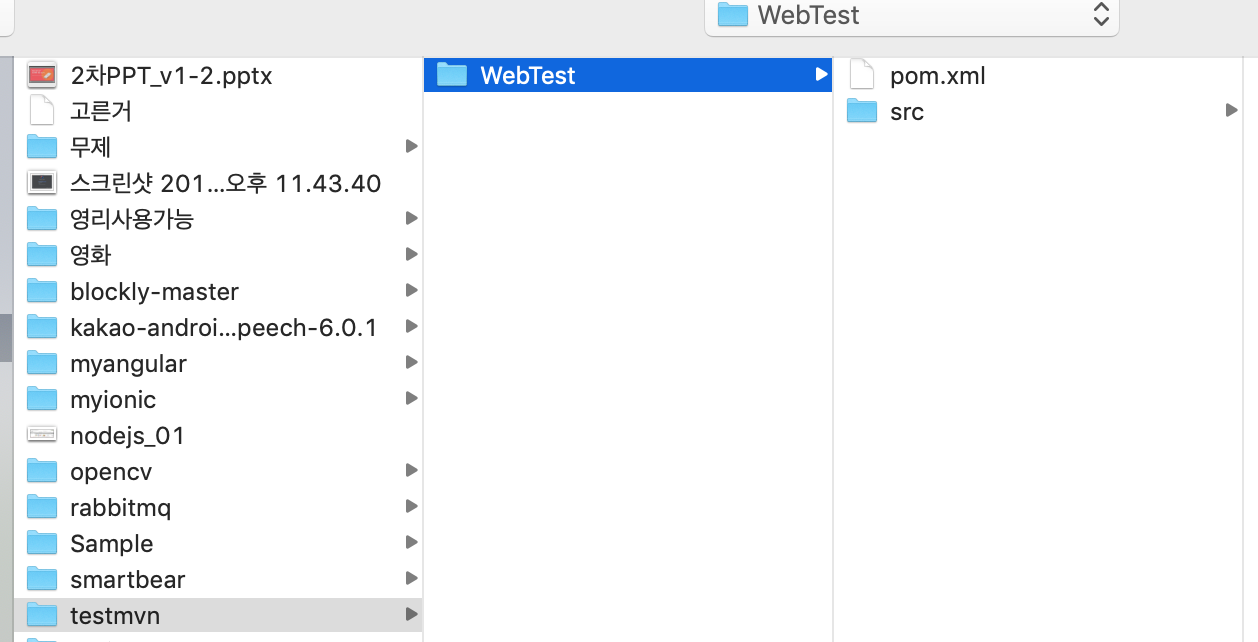 WebTest
2차PPT_v1-2.pptx
고른거
무제
스크린샷 201...오후 11.43.40
영리사용가능
영화
blockly-master
kakao-androi...peech-6.0.1
myangular
myionic
nodejs_01
opencv
rabbitmq
Sample
smartbear
testmvn
WebTest
pom.xml
src